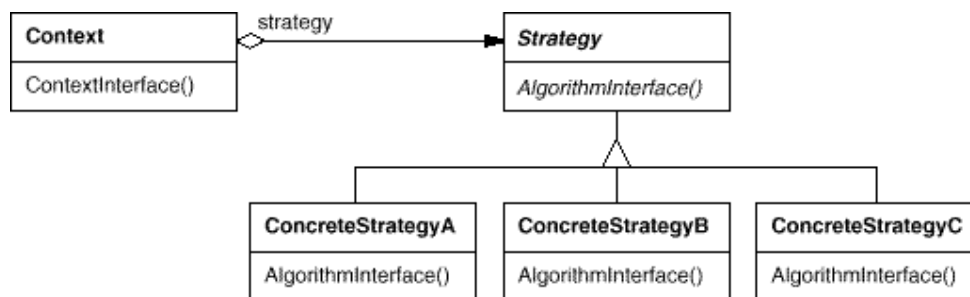 strategy
Context
ContextInterface()
Strategy
AlgorithmInterface()
ConcreteStrategyA
AlgorithmInterface()
ConcreteStrategyB
AlgorithmInterface()
ConcreteStrategyC
AlgorithmInterface()